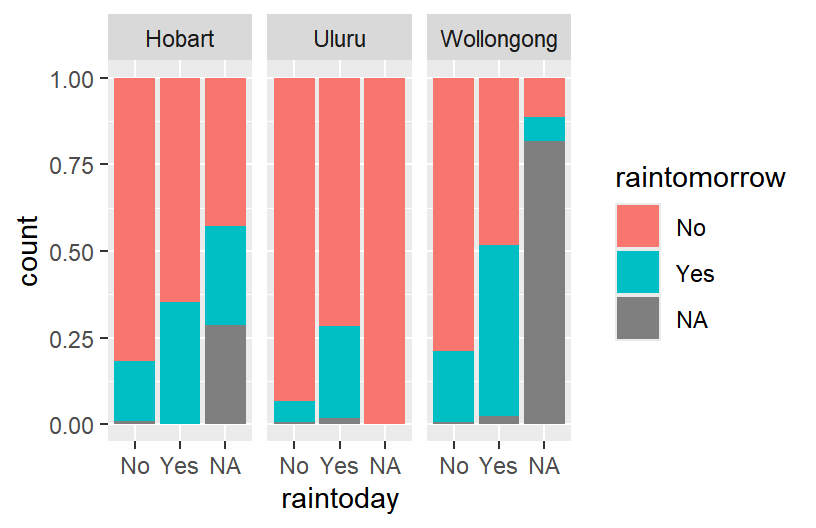 Hobart Uluru Wollongong
1.00
0.75
0.50
0.25
0.00
count
No Yes NA No Yes NA No Yes NA
raintoday
raintomorrow
No
Yes
NA